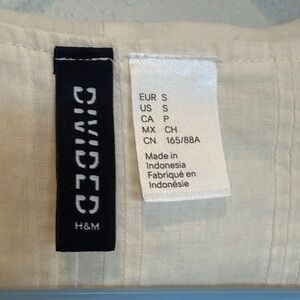 DIVIDED
H&M
EUR S
US S
CA P
MX CH
CN 165/88A
Made in
Indonesia
Fabriqué en
Indonésie